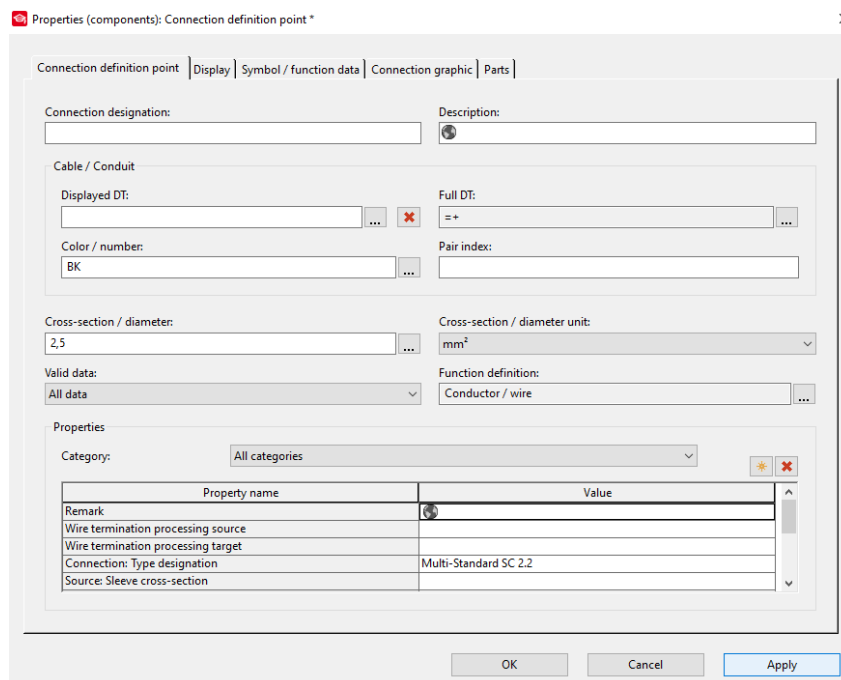 Properties (components): Connection definition point *
Connection definition point Display Symbol / function data Connection graphic Parts
Connection designation: Description:
Cable / Conduit
Displayed DT: Full DT:
... =+ ...
Color / number: Pair index:
BK ...
Cross-section / diameter: Cross-section / diameter unit:
2,5 ... mm²
Valid data: Function definition:
All data Conductor / wire ...
Properties
Category: All categories
Property name Value
Remark
Wire termination processing source
Wire termination processing target
Connection: Type designation Multi-Standard SC 2.2
Source: Sleeve cross-section
OK Cancel Apply